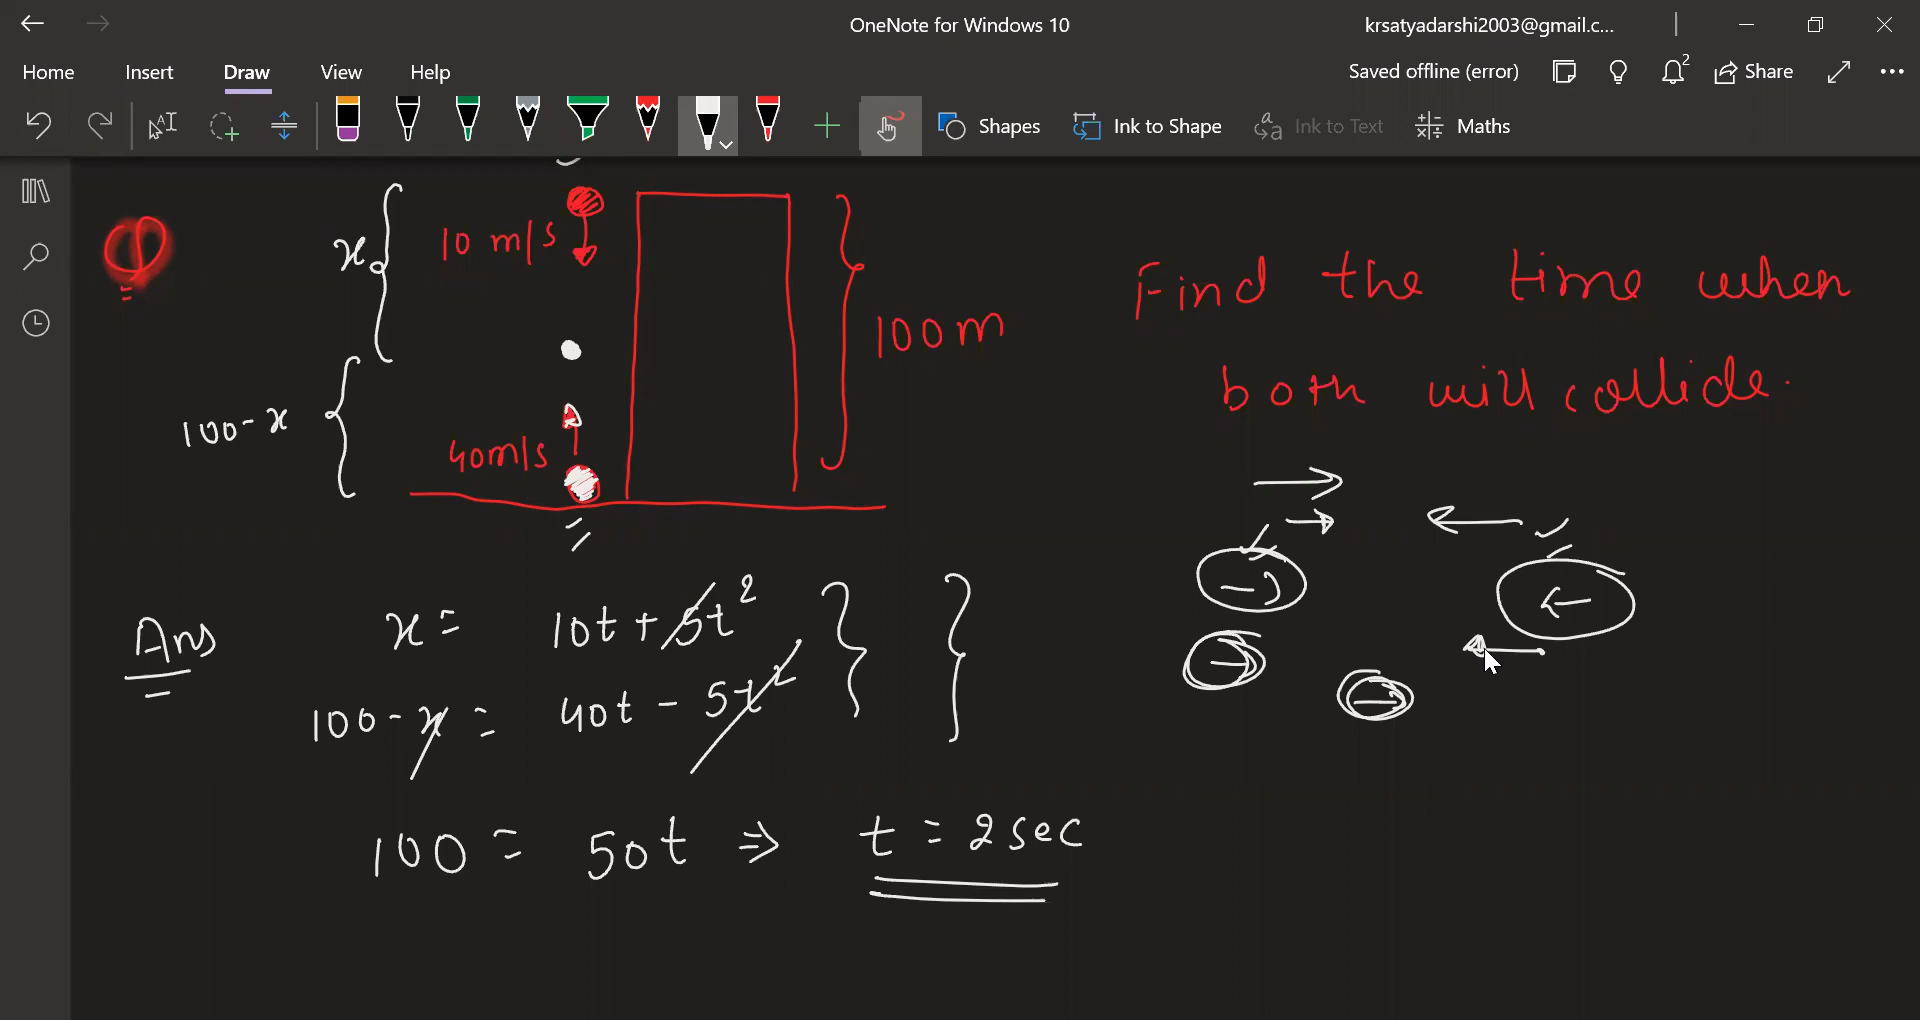 OneNote for Windows 10
krsatyadarshi2003@gmail.c...
Home Insert Draw View Help
Saved offline (error) 2 Share
Shapes Ink to Shape Ink to Text Maths
Q
x
10 m/s
100m
100-x
40m/s
Find the time when
both will collide.
Ans
x = 10t + 5t²
100 - x = 40t - 5t²
100 = 50t ⇒ t = 2 sec